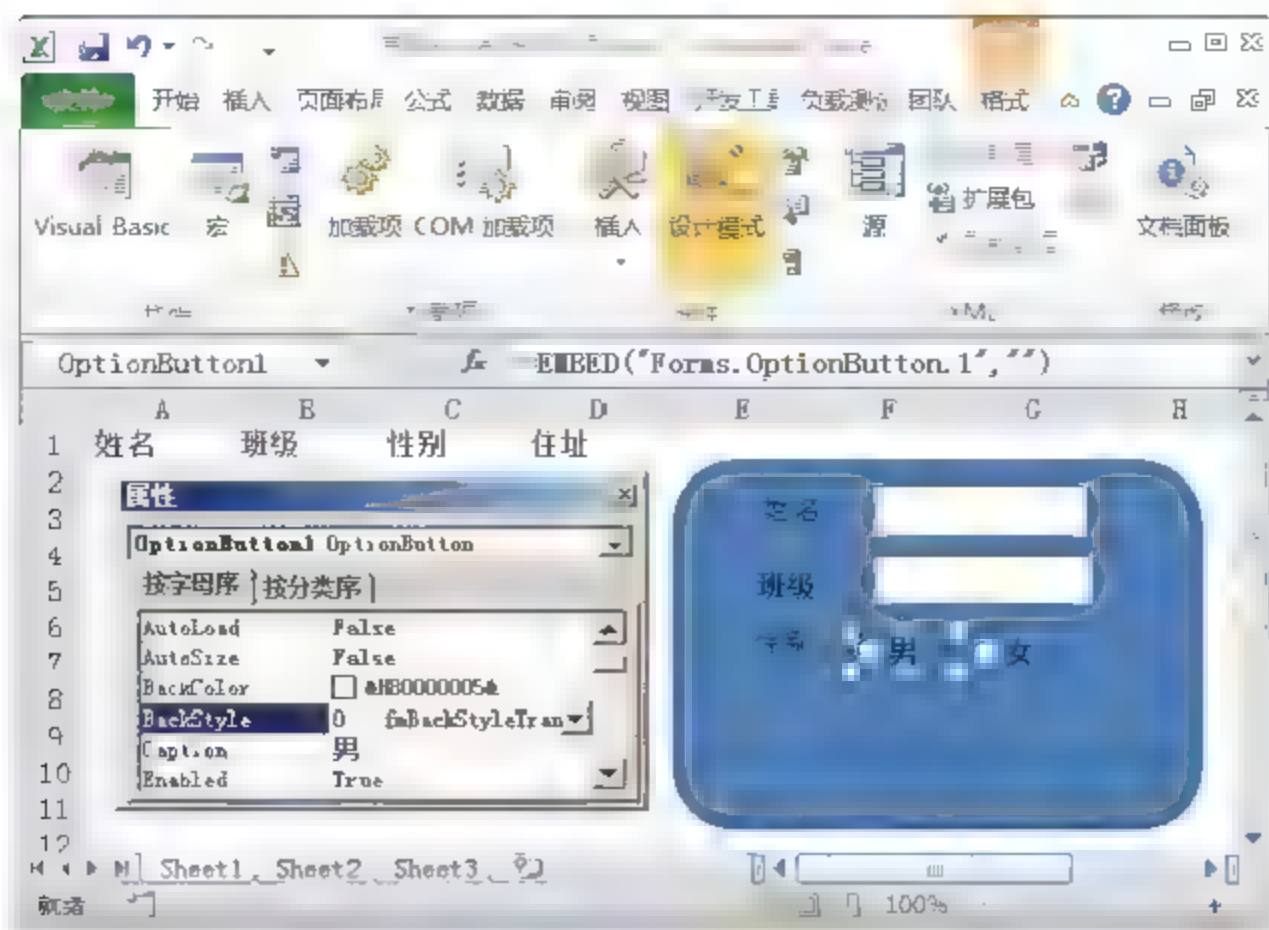 开始 插入 页面布局 公式 数据 审阅 视图 开发工具 负载测试 团队 格式
Visual Basic 宏 加载项 COM 加载项 插入 设计模式 源 扩展包 文档面板
OptionButton1 fx =EMBED("Forms.OptionButton.1","")
A B C D E F G H
1 姓名 班级 性别 住址
2
属性
3
姓名
OptionButton1 OptionButton
4
按字母序 按分类序
5
班级
6
AutoLoad False
7
AutoSize False
性别 男 女
8
BackColor &H80000005&
BackStyle 0 fmBackStyleTran
9
Caption 男
10
Enabled True
11
12
Sheet1 Sheet2 Sheet3
就绪 100%